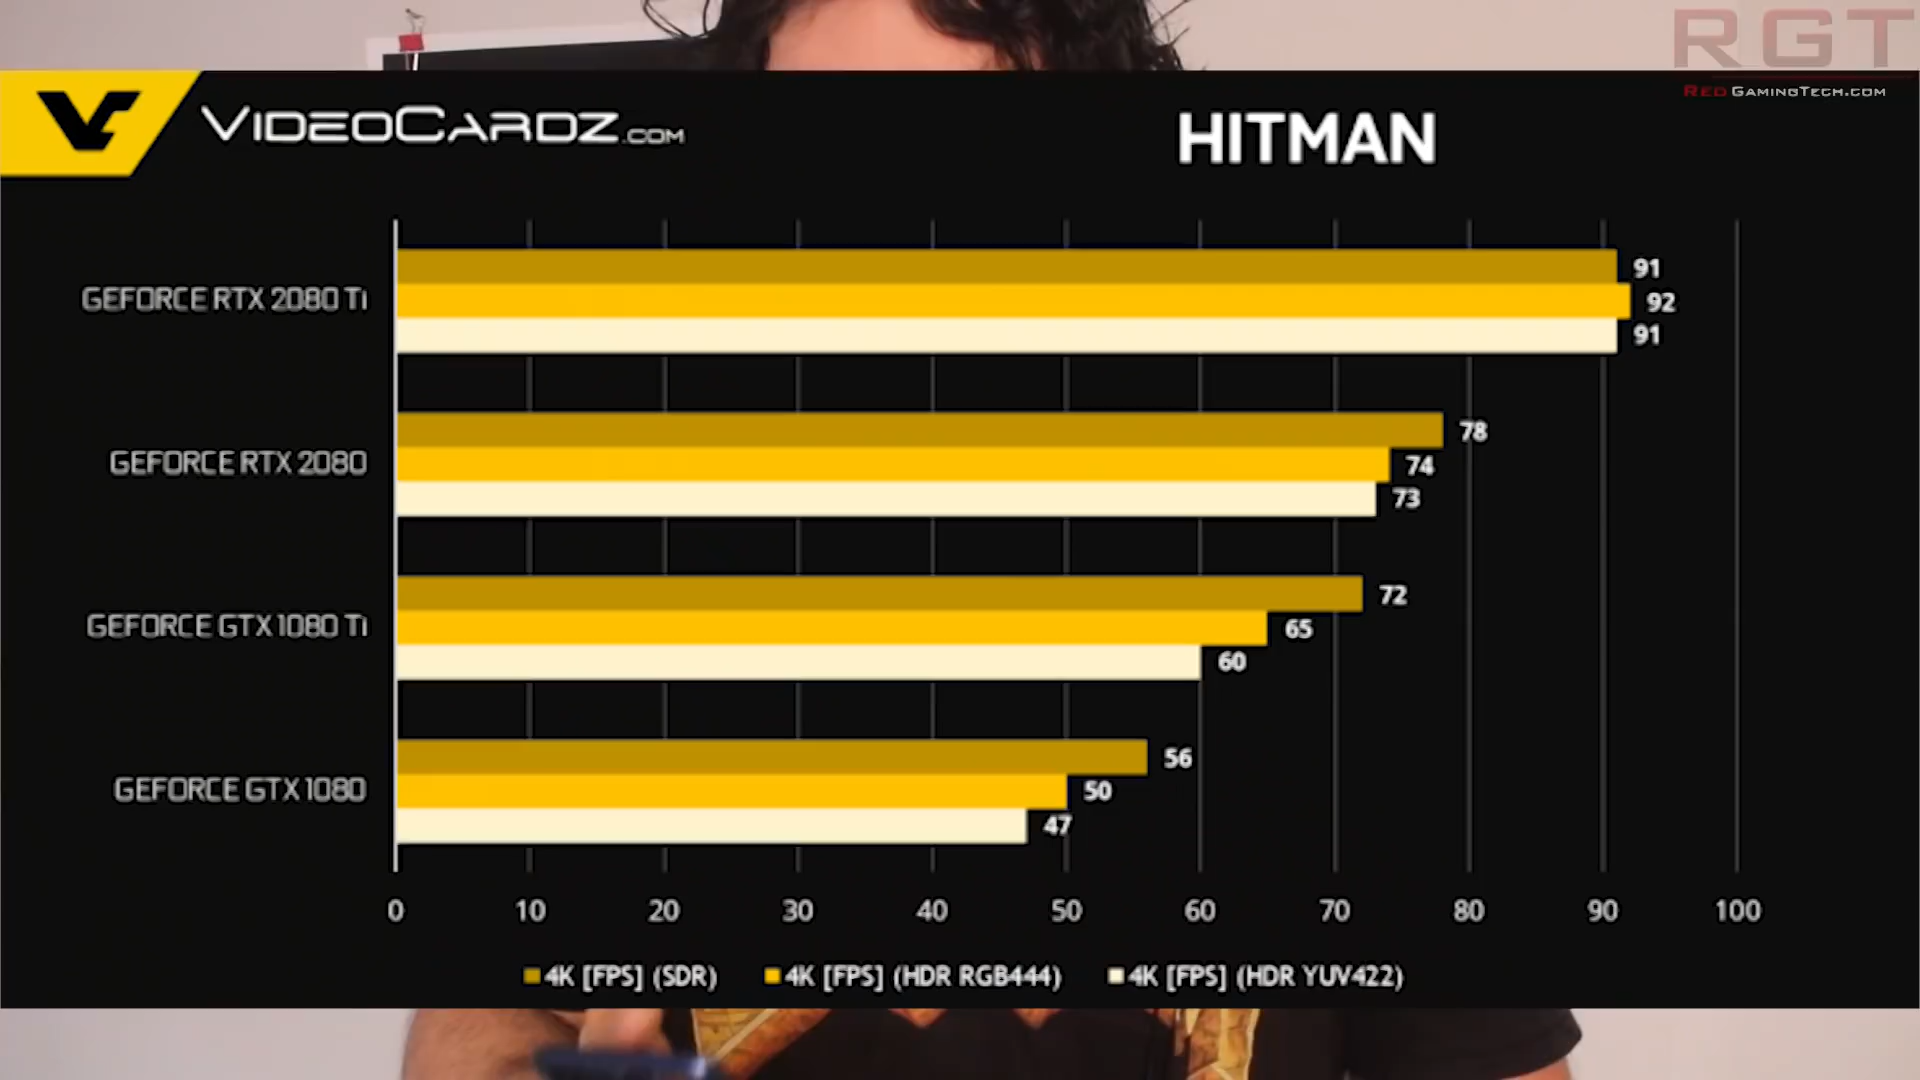 RGT
RED GAMINGTECH.COM
VIDEOCARDZ.COM
HITMAN
GEFORCE RTX 2080 Ti
91
92
91
GEFORCE RTX 2080
78
74
73
GEFORCE GTX 1080 Ti
72
65
60
GEFORCE GTX 1080
56
50
47
0 10 20 30 40 50 60 70 80 90 100
4K [FPS] (SDR) 4K [FPS] (HDR RGB444) 4K [FPS] (HDR YUV422)